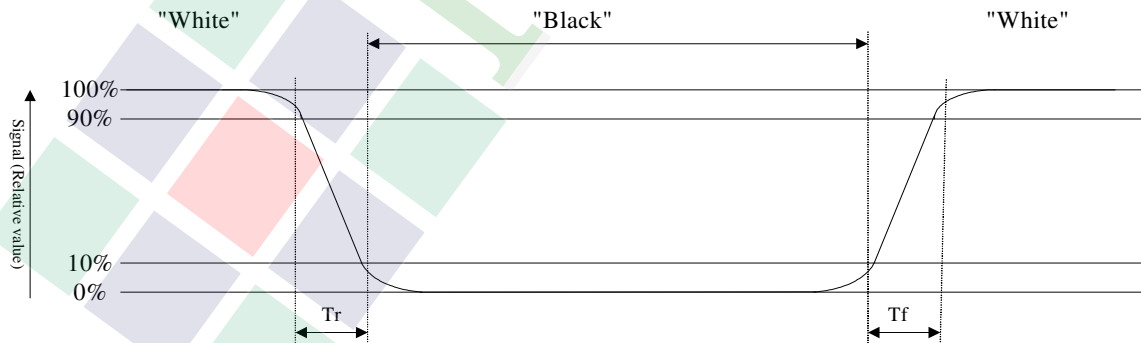 "White" "Black" "White"
100%
90%
Signal (Relative value)
10%
0%
Tr Tf